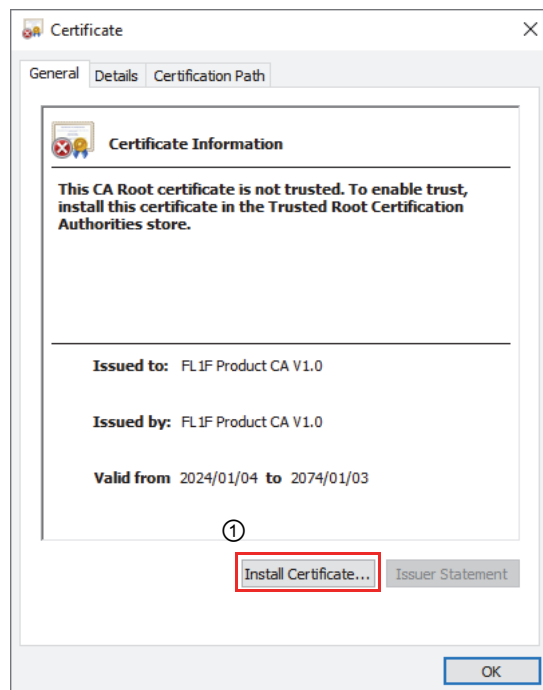 Certificate
General Details Certification Path
Certificate Information
This CA Root certificate is not trusted. To enable trust,
install this certificate in the Trusted Root Certification
Authorities store.
Issued to: FL1F Product CA V1.0
Issued by: FL1F Product CA V1.0
Valid from 2024/01/04 to 2074/01/03
①
Install Certificate... Issuer Statement
OK